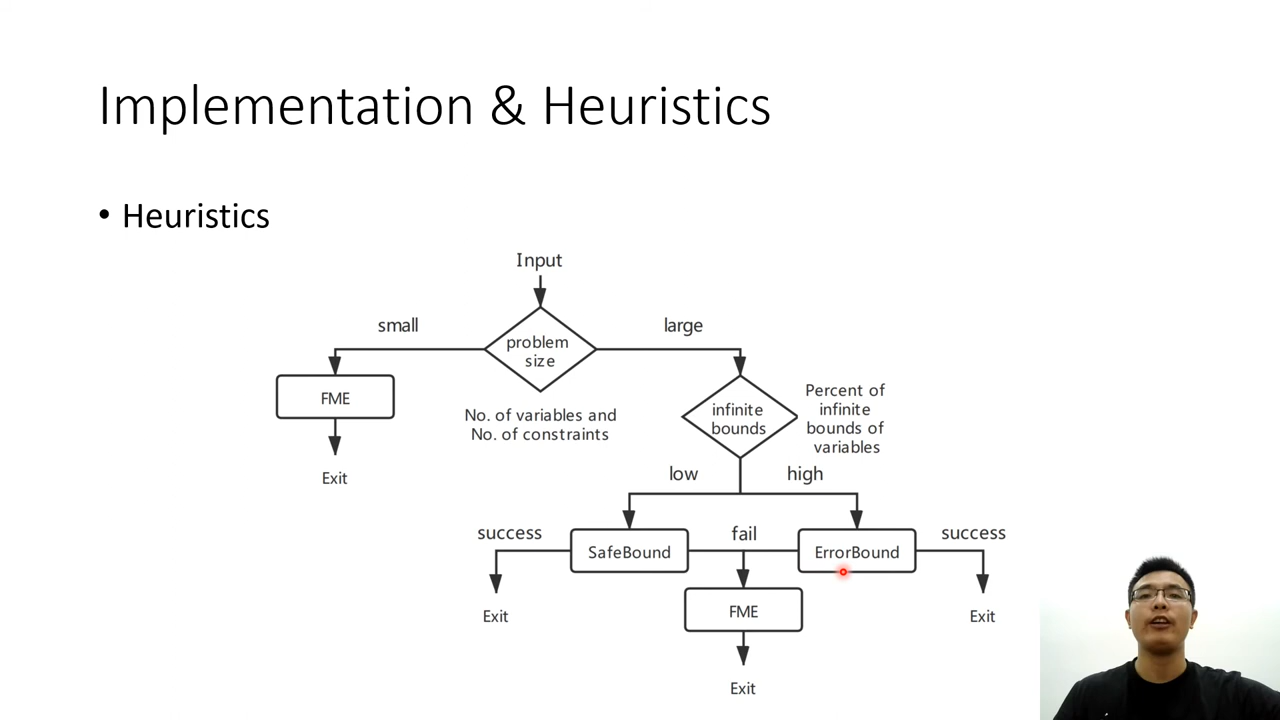 Implementation & Heuristics
• Heuristics
Input
small
large
problem
size
FME
No. of variables and
No. of constraints
infinite
bounds
Percent of
infinite
bounds of
variables
Exit
low
high
success
SafeBound
fail
ErrorBound
success
Exit
FME
Exit
Exit